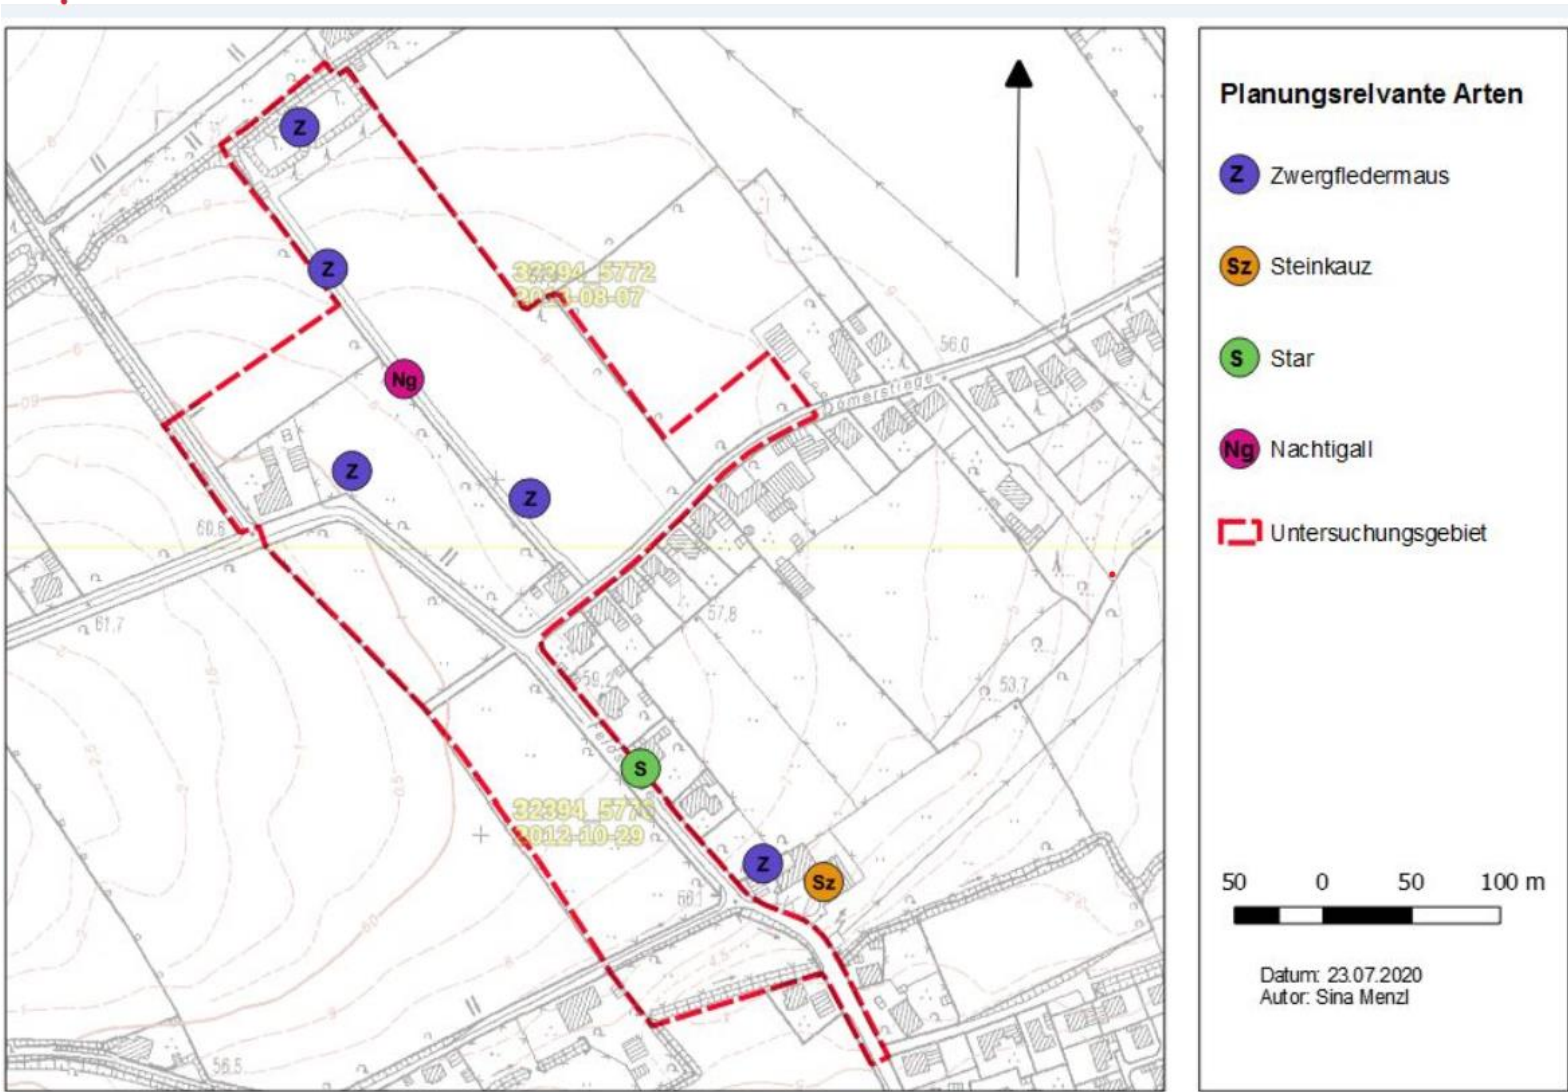 Z
Z
32394_5772
Ng
56,0
Z
Z
60,6
61,7
57,8
59,2
53,7
S
2012-10-29
Z
Sz
56,5
Planungsrelvante Arten
Z Zwergfledermaus
Sz Steinkauz
S Star
Ng Nachtigall
Untersuchungsgebiet
50 0 50 100 m
Datum: 23.07.2020
Autor: Sina Menzl